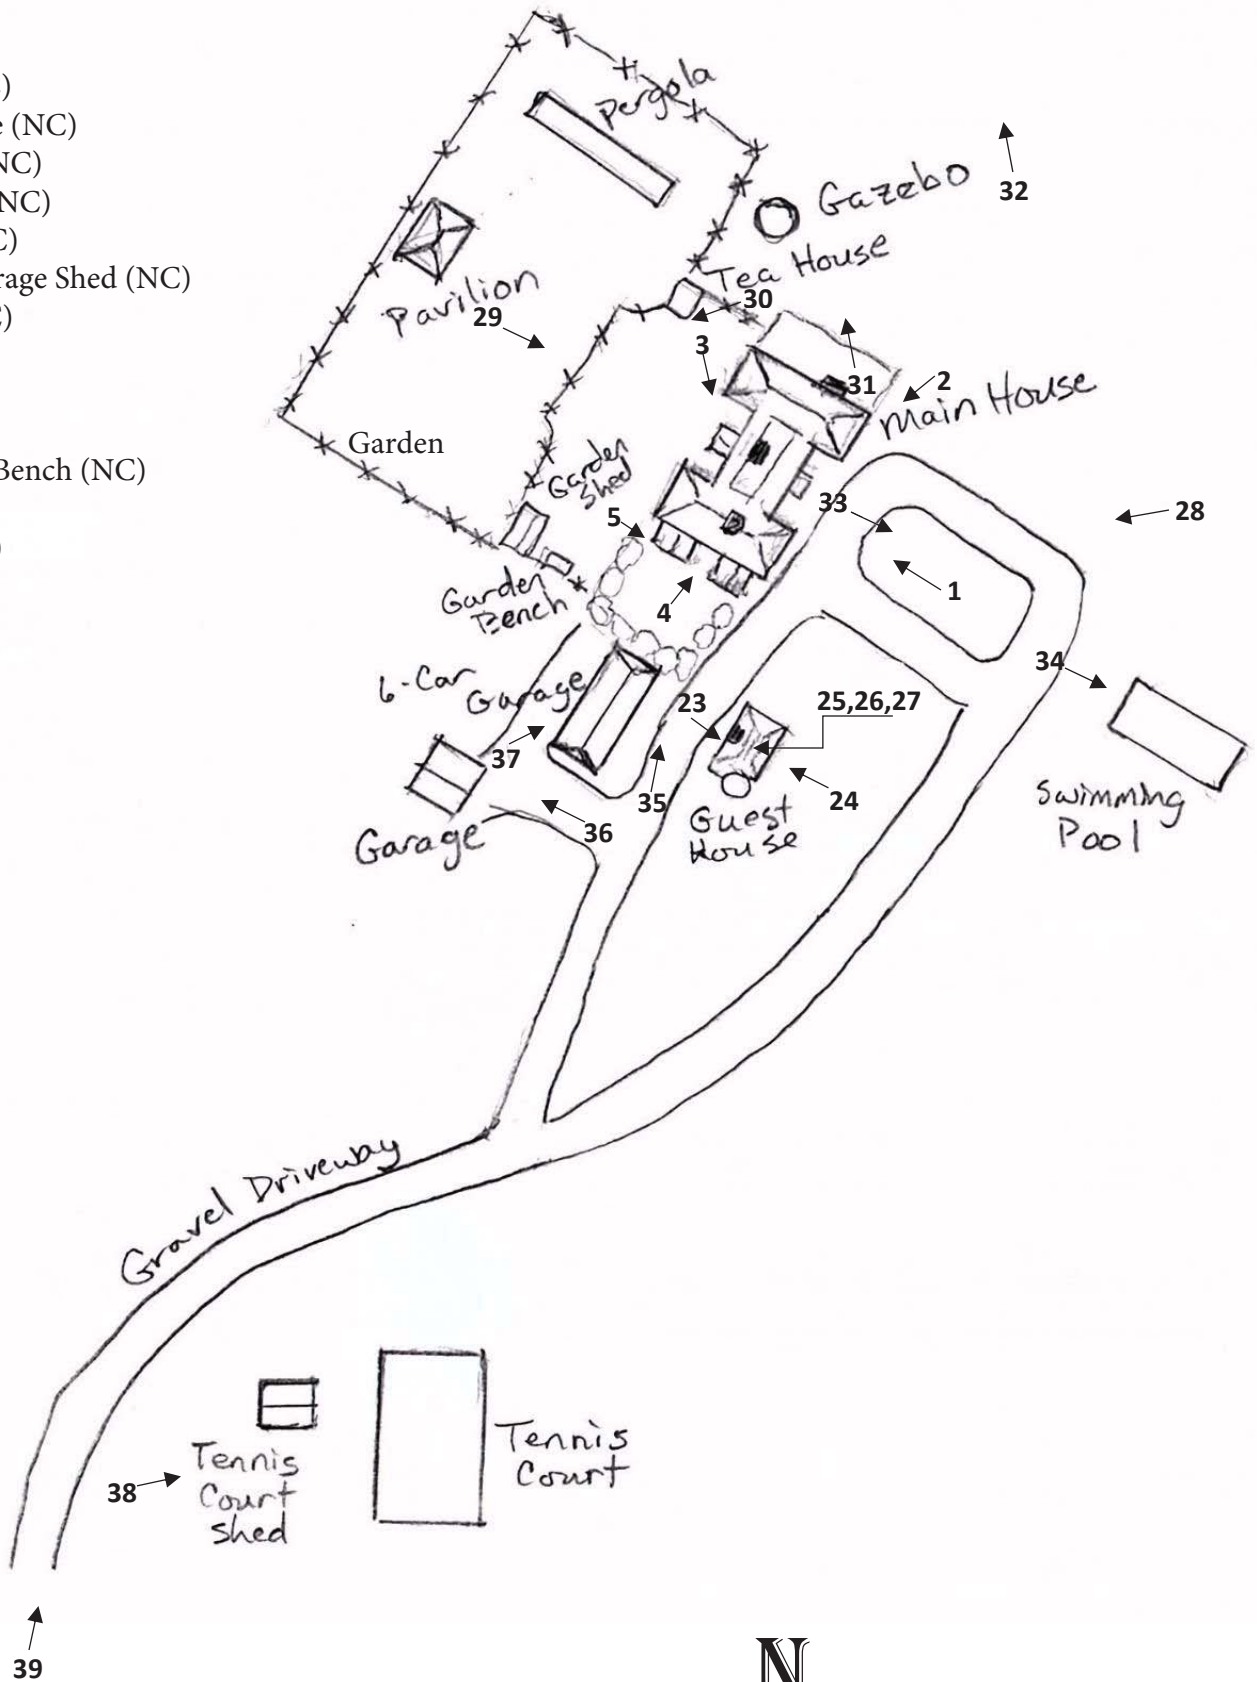 )
e (NC)
NC)
NC)
C)
rage Shed (NC)
C)
Bench (NC)
)
Pergola
Gazebo
32
Tea House
30
Pavilion
29
3
31
2
Main House
Garden
Garden
Shed
5
33
28
1
4
Garden
Bench
34
6-Car
Garage
23
25,26,27
37
35
24
36
Guest
House
Garage
Swimming
Pool
Gravel Driveway
Tennis
Court
Tennis
Court
Shed
38
39
N